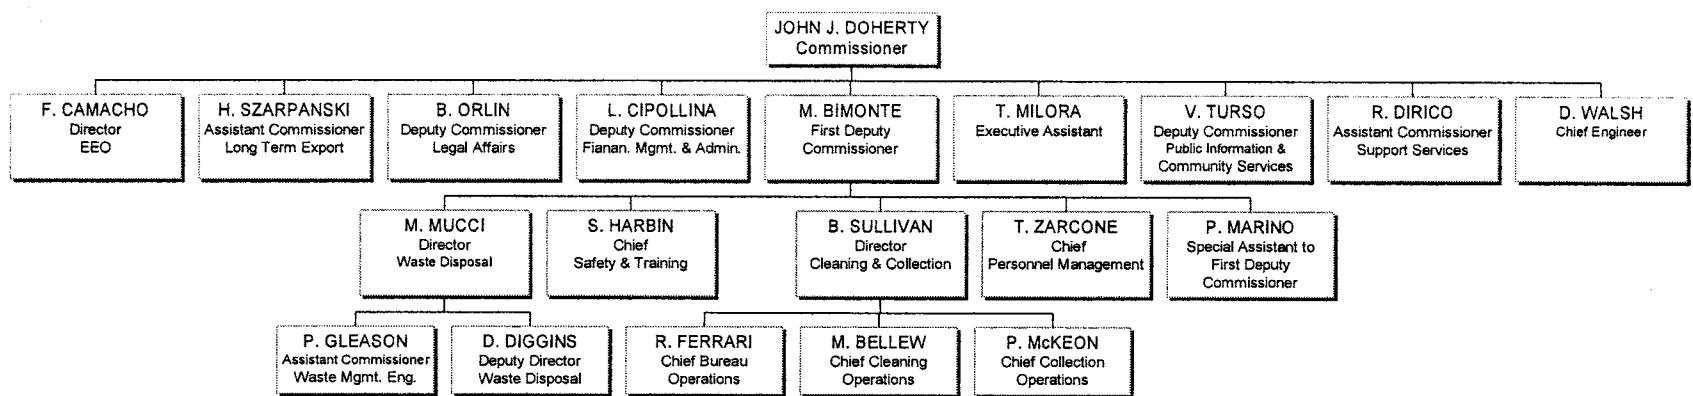 JOHN J. DOHERTY
Commissioner
F. CAMACHO
Director
EEO
H. SZARPANSKI
Assistant Commissioner
Long Term Export
B. ORLIN
Deputy Commissioner
Legal Affairs
L. CIPOLLINA
Deputy Commissioner
Fianan. Mgmt. & Admin.
M. BIMONTE
First Deputy
Commissioner
T. MILORA
Executive Assistant
V. TURSO
Deputy Commissioner
Public Information &
Community Services
R. DIRICO
Assistant Commissioner
Support Services
D. WALSH
Chief Engineer
M. MUCCI
Director
Waste Disposal
S. HARBIN
Chief
Safety & Training
B. SULLIVAN
Director
Cleaning & Collection
T. ZARCONE
Chief
Personnel Management
P. MARINO
Special Assistant to
First Deputy
Commissioner
P. GLEASON
Assistant Commissioner
Waste Mgmt. Eng.
D. DIGGINS
Deputy Director
Waste Disposal
R. FERRARI
Chief Bureau
Operations
M. BELLEW
Chief Cleaning
Operations
P. McKEON
Chief Collection
Operations